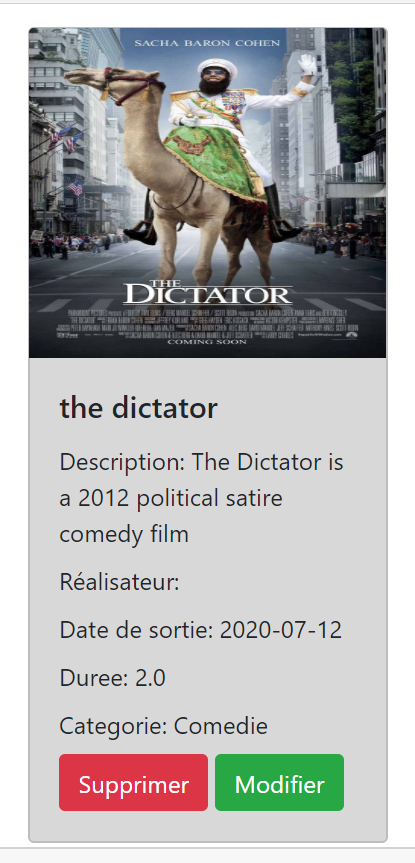 SACHA BARON COHEN
THE
DICTATOR
COMING SOON
the dictator
Description: The Dictator is
a 2012 political satire
comedy film
Réalisateur:
Date de sortie: 2020-07-12
Duree: 2.0
Categorie: Comedie
Supprimer Modifier